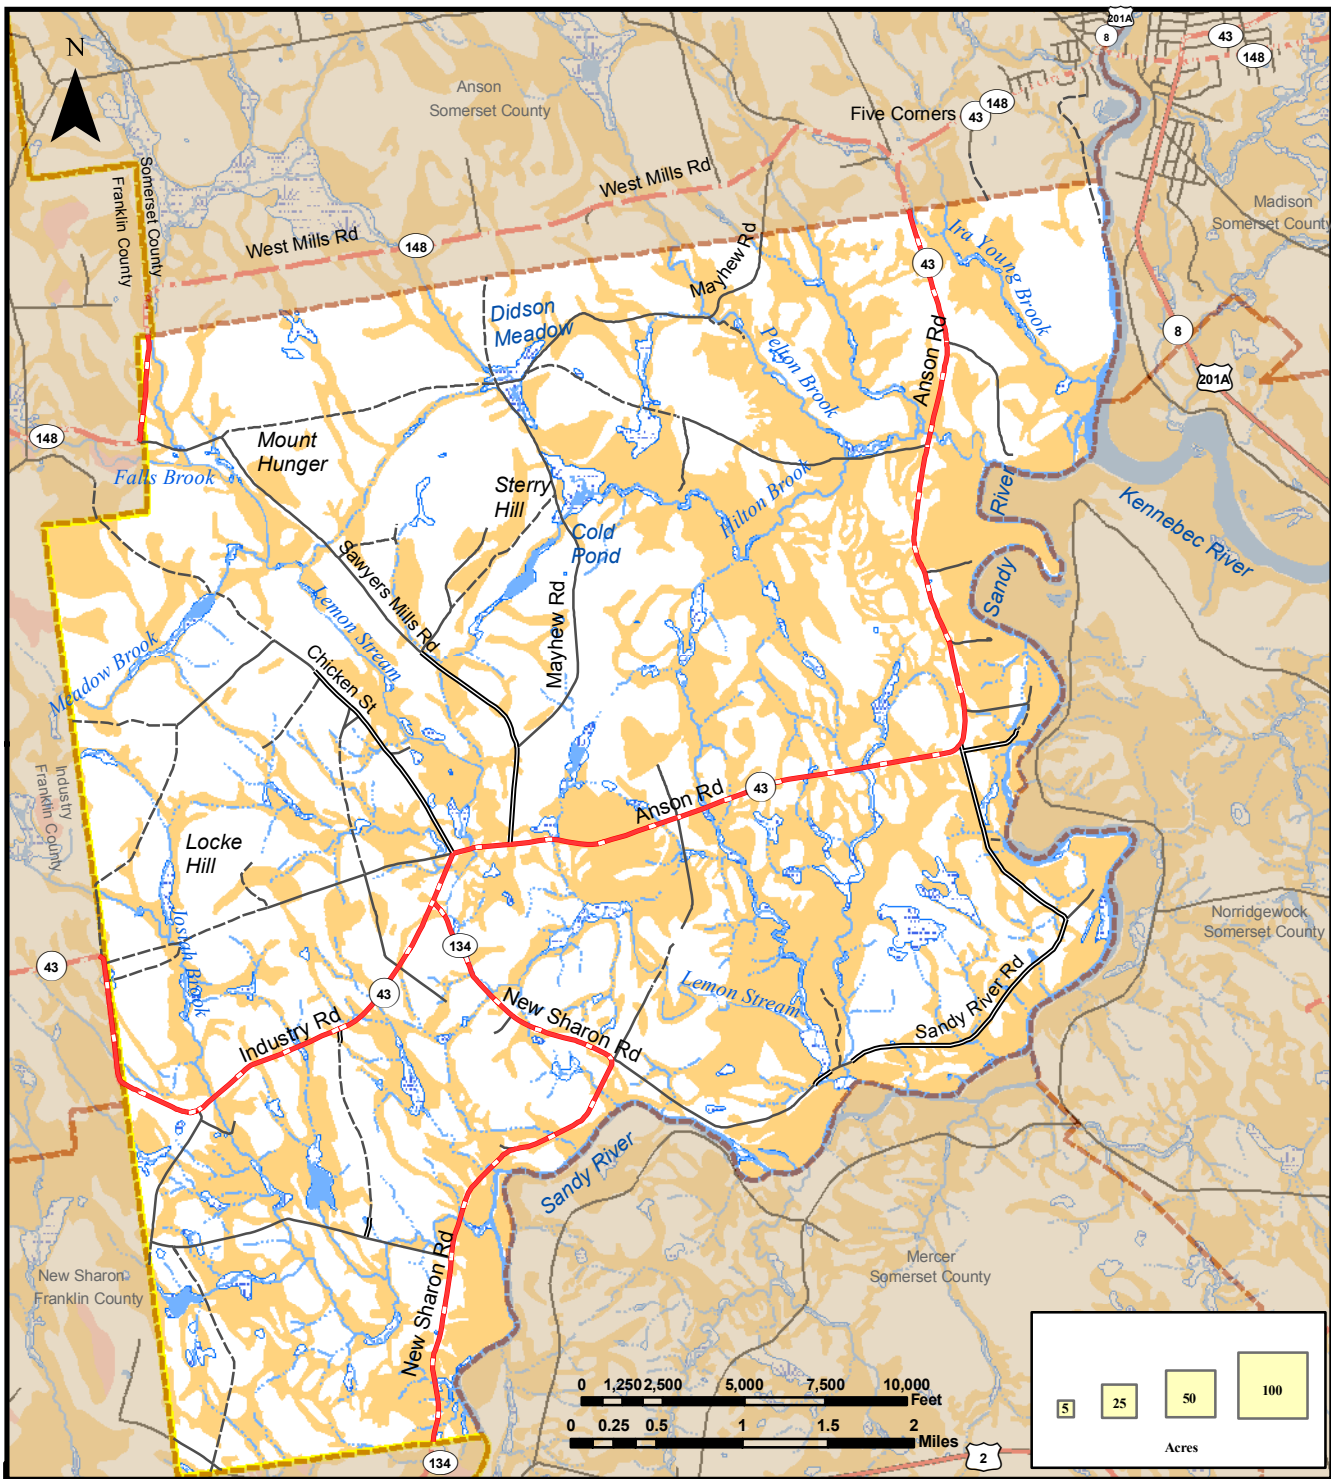 201A
8
43
148
N
Anson
Somerset County
Five Corners
43
148
Somerset County
Franklin County
West Mills Rd
Madison
Somerset County
West Mills Rd
148
Mayhew Rd
43
Ira Young Brook
Didson
Meadow
8
Pelton Brook
Anson Rd
201A
148
Mount
Hunger
Falls Brook
Sterry
Hill
Hilton Brook
River
Kennebec River
Cold
Pond
Sandy
Sawyers Mills Rd
Lemon Stream
Mayhew Rd
Meadow Brook
Chicken St
Industry
Franklin County
Anson Rd
43
Locke
Hill
Josiah Brook
Norridgewock
Somerset County
134
43
43
Lemon Stream
New Sharon Rd
Sandy River Rd
Industry Rd
Sandy River
New Sharon
Franklin County
New Sharon Rd
Mercer
Somerset County
0 1,250 2,500 5,000 7,500 10,000
Feet
0 0.25 0.5 1 1.5 2
Miles
5
25
50
100
Acres
134
2